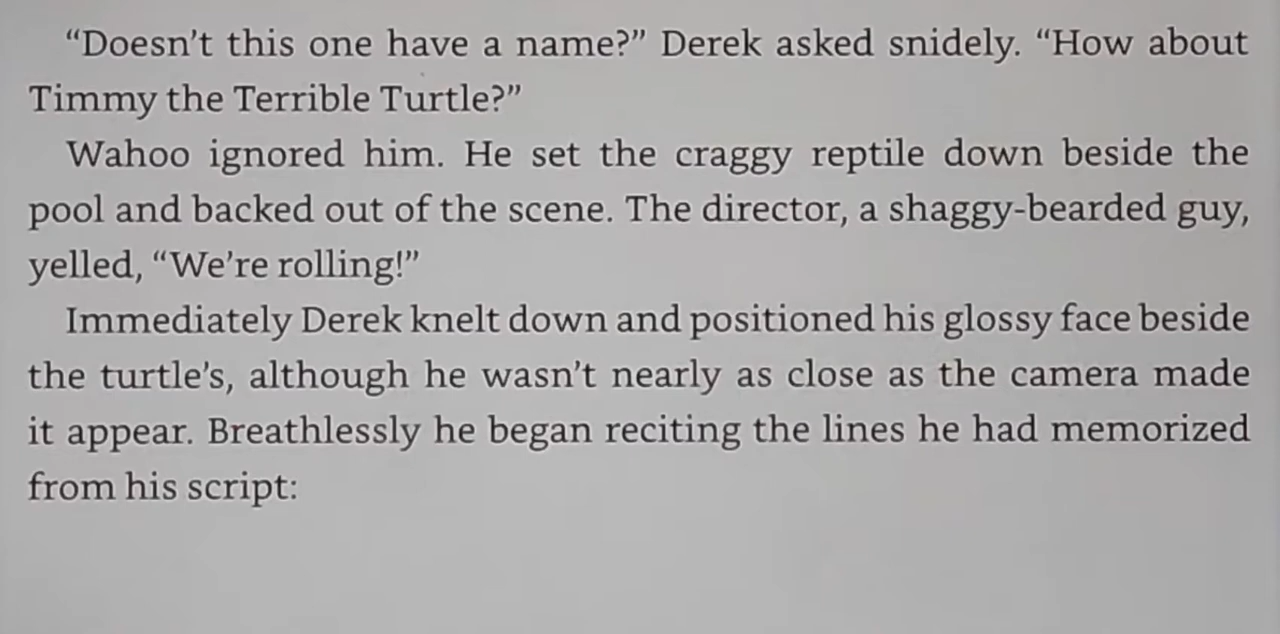 “Doesn’t this one have a name?” Derek asked snidely. “How about
Timmy the Terrible Turtle?”
Wahoo ignored him. He set the craggy reptile down beside the
pool and backed out of the scene. The director, a shaggy-bearded guy,
yelled, “We’re rolling!”
Immediately Derek knelt down and positioned his glossy face beside
the turtle’s, although he wasn’t nearly as close as the camera made
it appear. Breathlessly he began reciting the lines he had memorized
from his script: